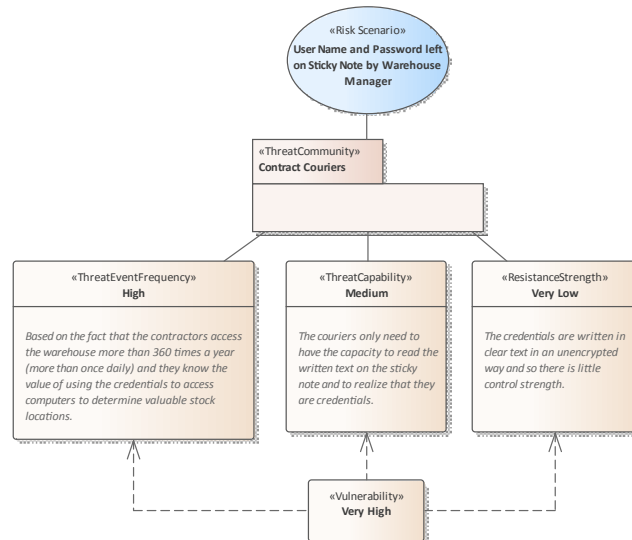 «Risk Scenario»
User Name and Password left
on Sticky Note by Warehouse
Manager
«ThreatCommunity»
Contract Couriers
«ThreatEventFrequency»
High
Based on the fact that the contractors access
the warehouse more than 360 times a year
(more than once daily) and they know the
value of using the credentials to access
computers to determine valuable stock
locations.
«ThreatCapability»
Medium
The couriers only need to
have the capacity to read the
written text on the sticky
note and to realize that they
are credentials.
«ResistanceStrength»
Very Low
The credentials are written in
clear text in an unencrypted
way and so there is little
control strength.
«Vulnerability»
Very High